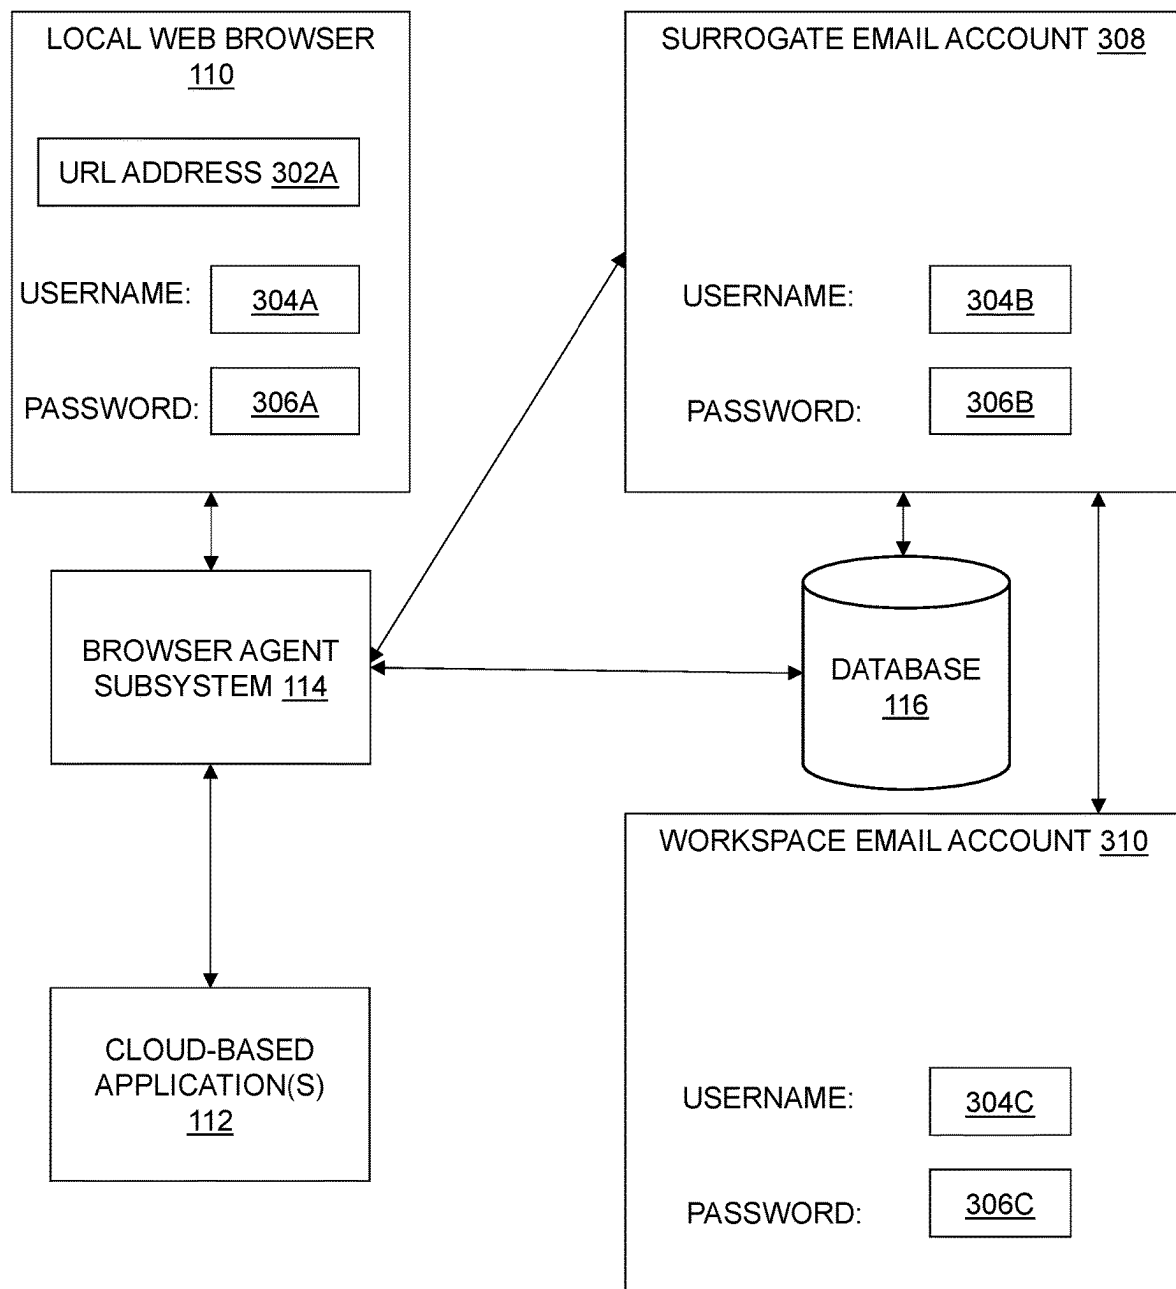 LOCAL WEB BROWSER
110
URL ADDRESS 302A
USERNAME: 304A
PASSWORD: 306A
SURROGATE EMAIL ACCOUNT 308
USERNAME: 304B
PASSWORD: 306B
BROWSER AGENT
SUBSYSTEM 114
DATABASE
116
CLOUD-BASED
APPLICATION(S)
112
WORKSPACE EMAIL ACCOUNT 310
USERNAME: 304C
PASSWORD: 306C